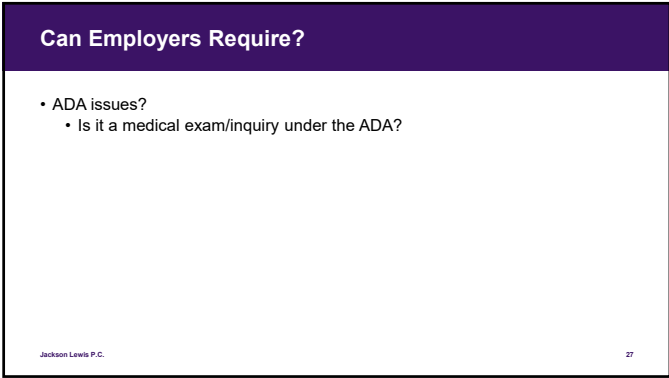 Can Employers Require?
• ADA issues?
• Is it a medical exam/inquiry under the ADA?
Jackson Lewis P.C.
27